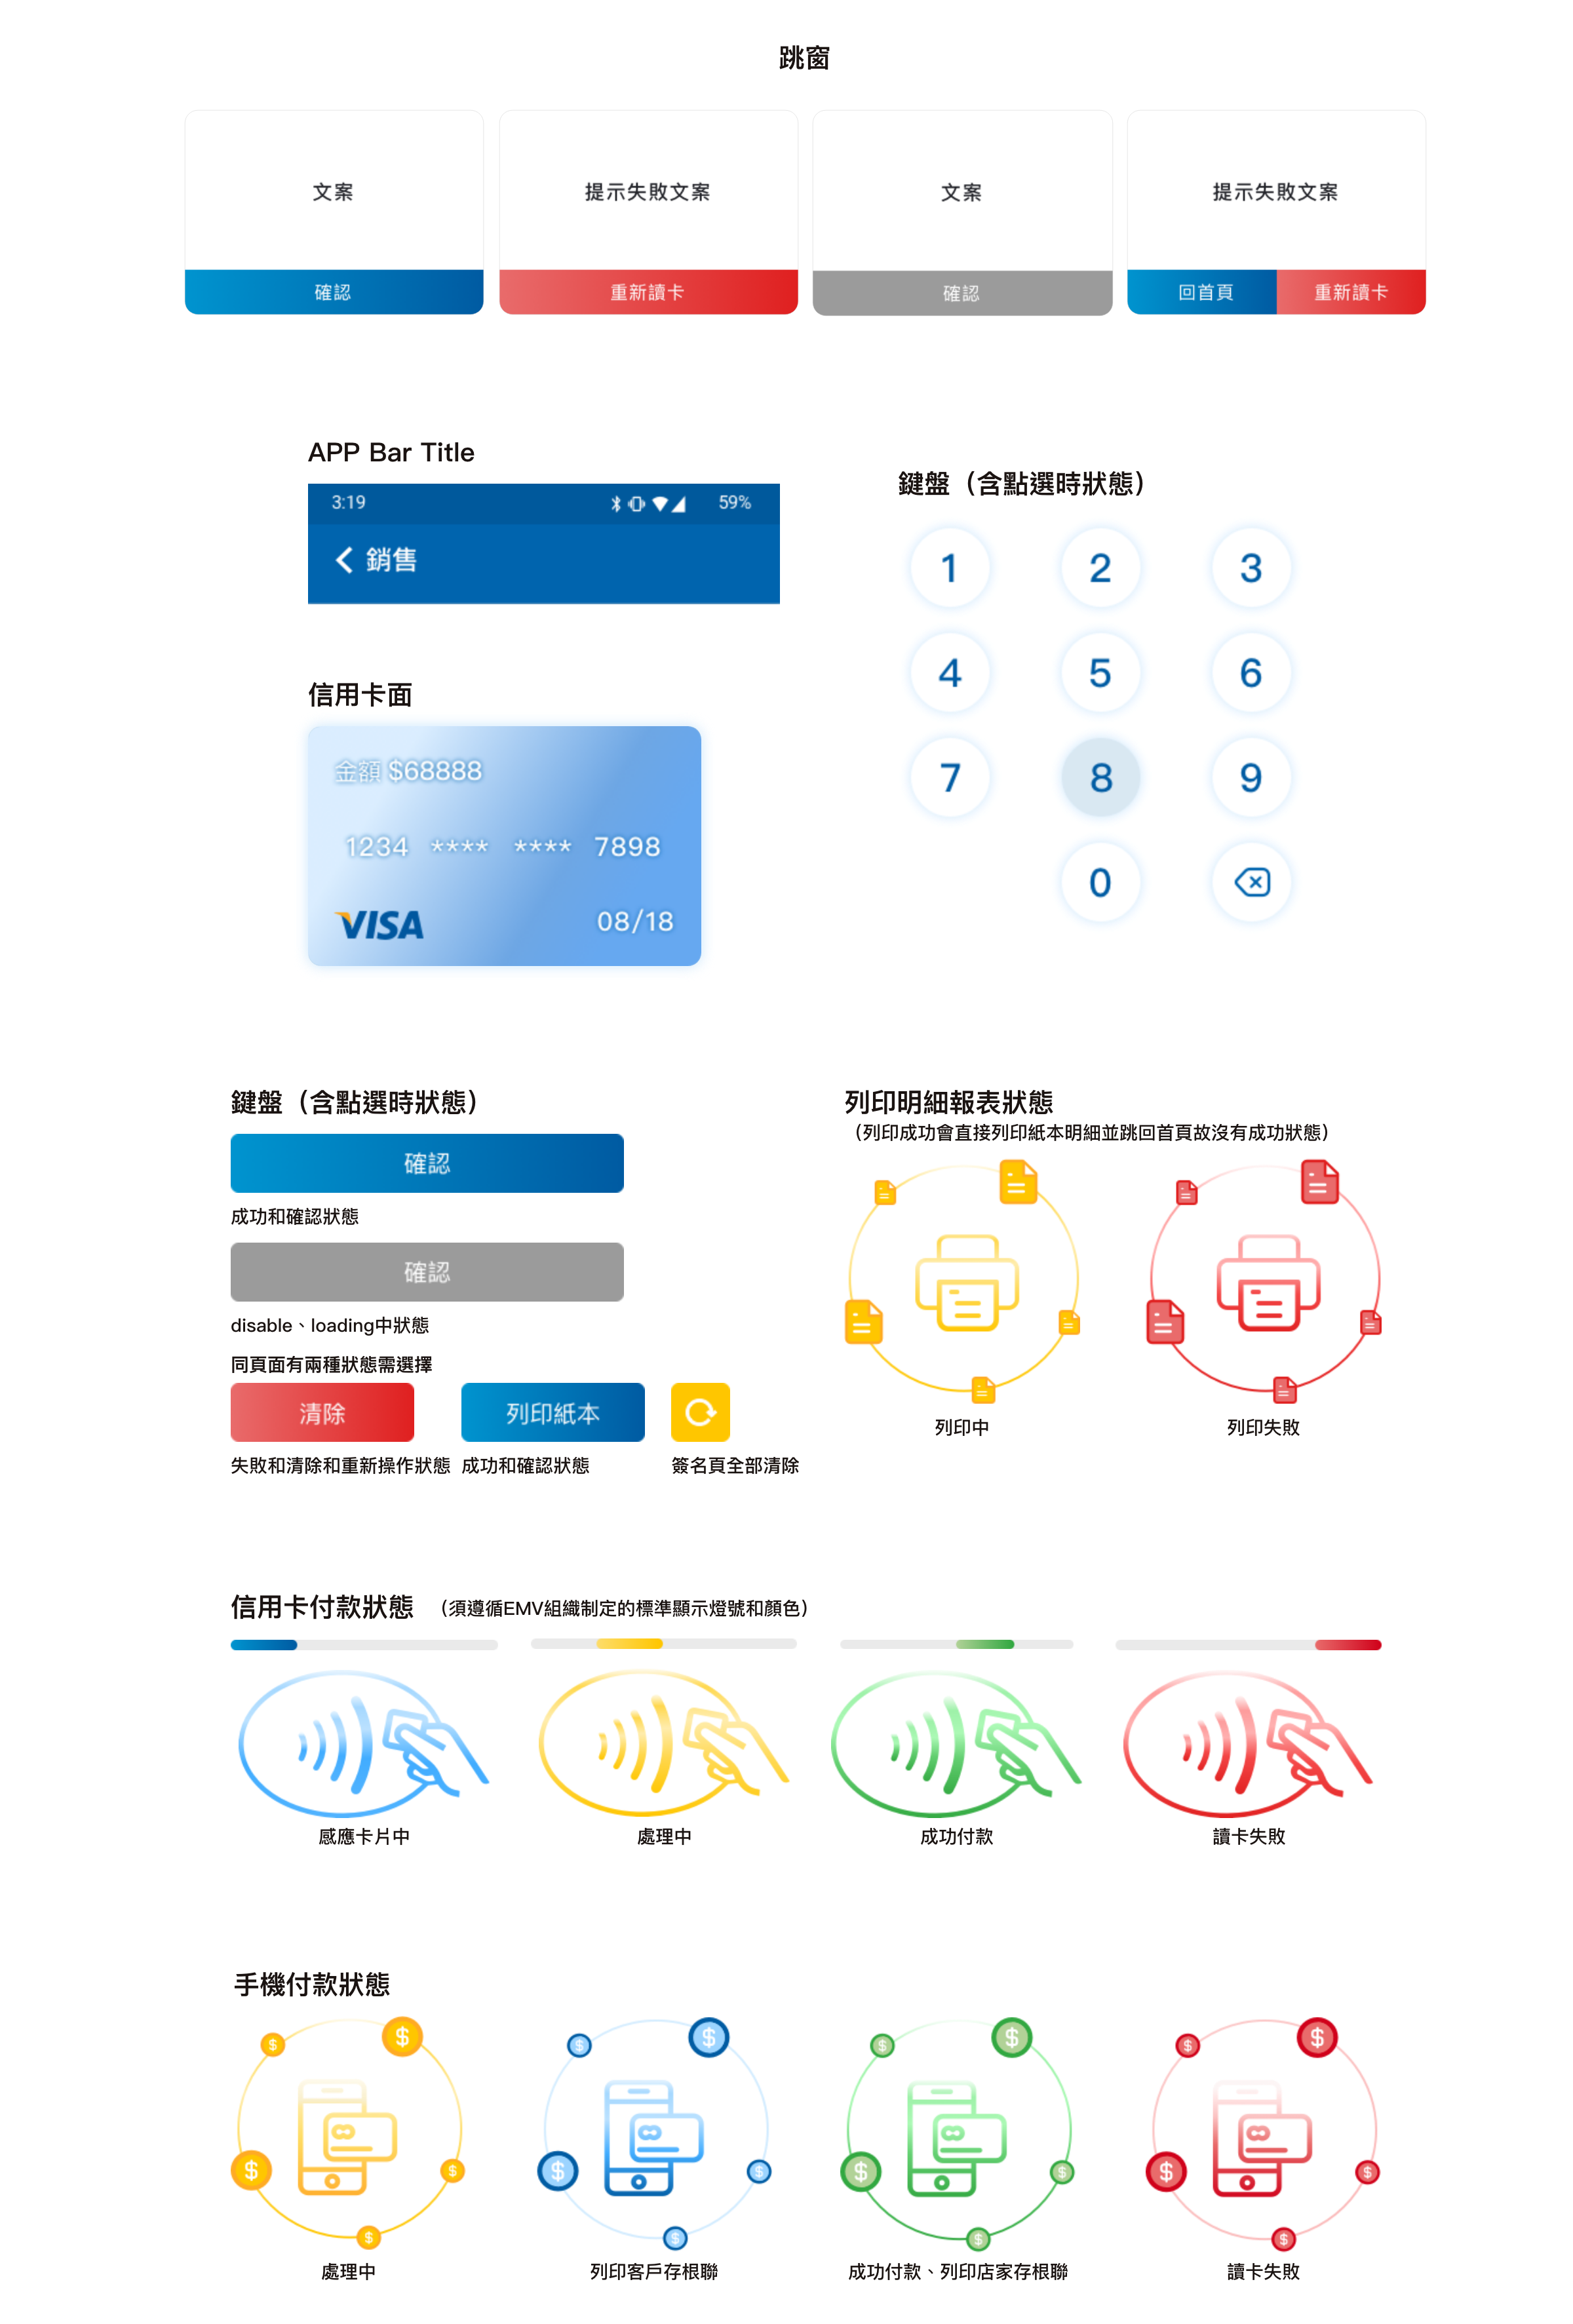 跳窗
文案
提示失敗文案
文案
提示失敗文案
確認
重新讀卡
確認
回首頁
重新讀卡
APP Bar Title
3:19
59%
銷售
鍵盤（含點選時狀態）
1 2 3
4 5 6
7 8 9
0
信用卡面
金額 $68888
1234 **** **** 7898
VISA
08/18
鍵盤（含點選時狀態）
確認
成功和確認狀態
確認
disable、loading中狀態
同頁面有兩種狀態需選擇
清除
列印紙本
失敗和清除和重新操作狀態
成功和確認狀態
簽名頁全部清除
列印明細報表狀態
（列印成功會直接列印紙本明細並跳回首頁故沒有成功狀態）
列印中
列印失敗
信用卡付款狀態
（須遵循EMV組織制定的標準顯示燈號和顏色）
感應卡片中
處理中
成功付款
讀卡失敗
手機付款狀態
處理中
列印客戶存根聯
成功付款、列印店家存根聯
讀卡失敗